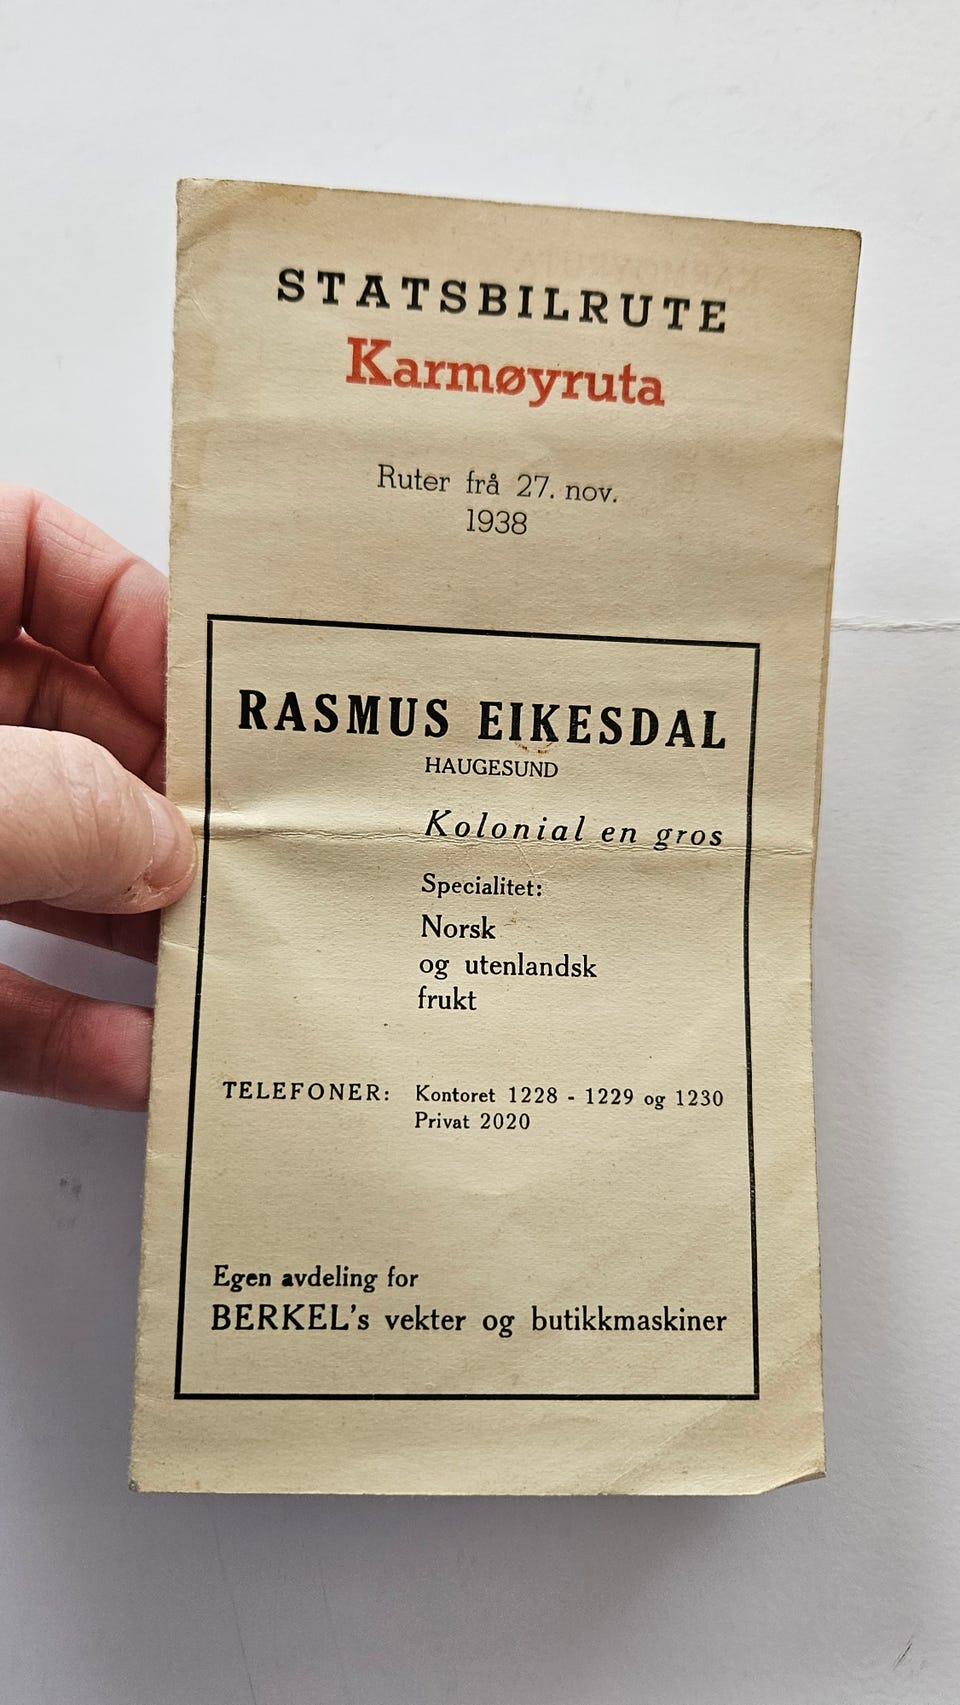 STATSBILRUTE
Karmøyruta
Ruter frå 27. nov.
1938
RASMUS EIKESDAL
HAUGESUND
Kolonial en gros
Specialitet:
Norsk
og utenlandsk
frukt
TELEFONER: Kontoret 1228 - 1229 og 1230
Privat 2020
Egen avdeling for
BERKEL's vekter og butikkmaskiner